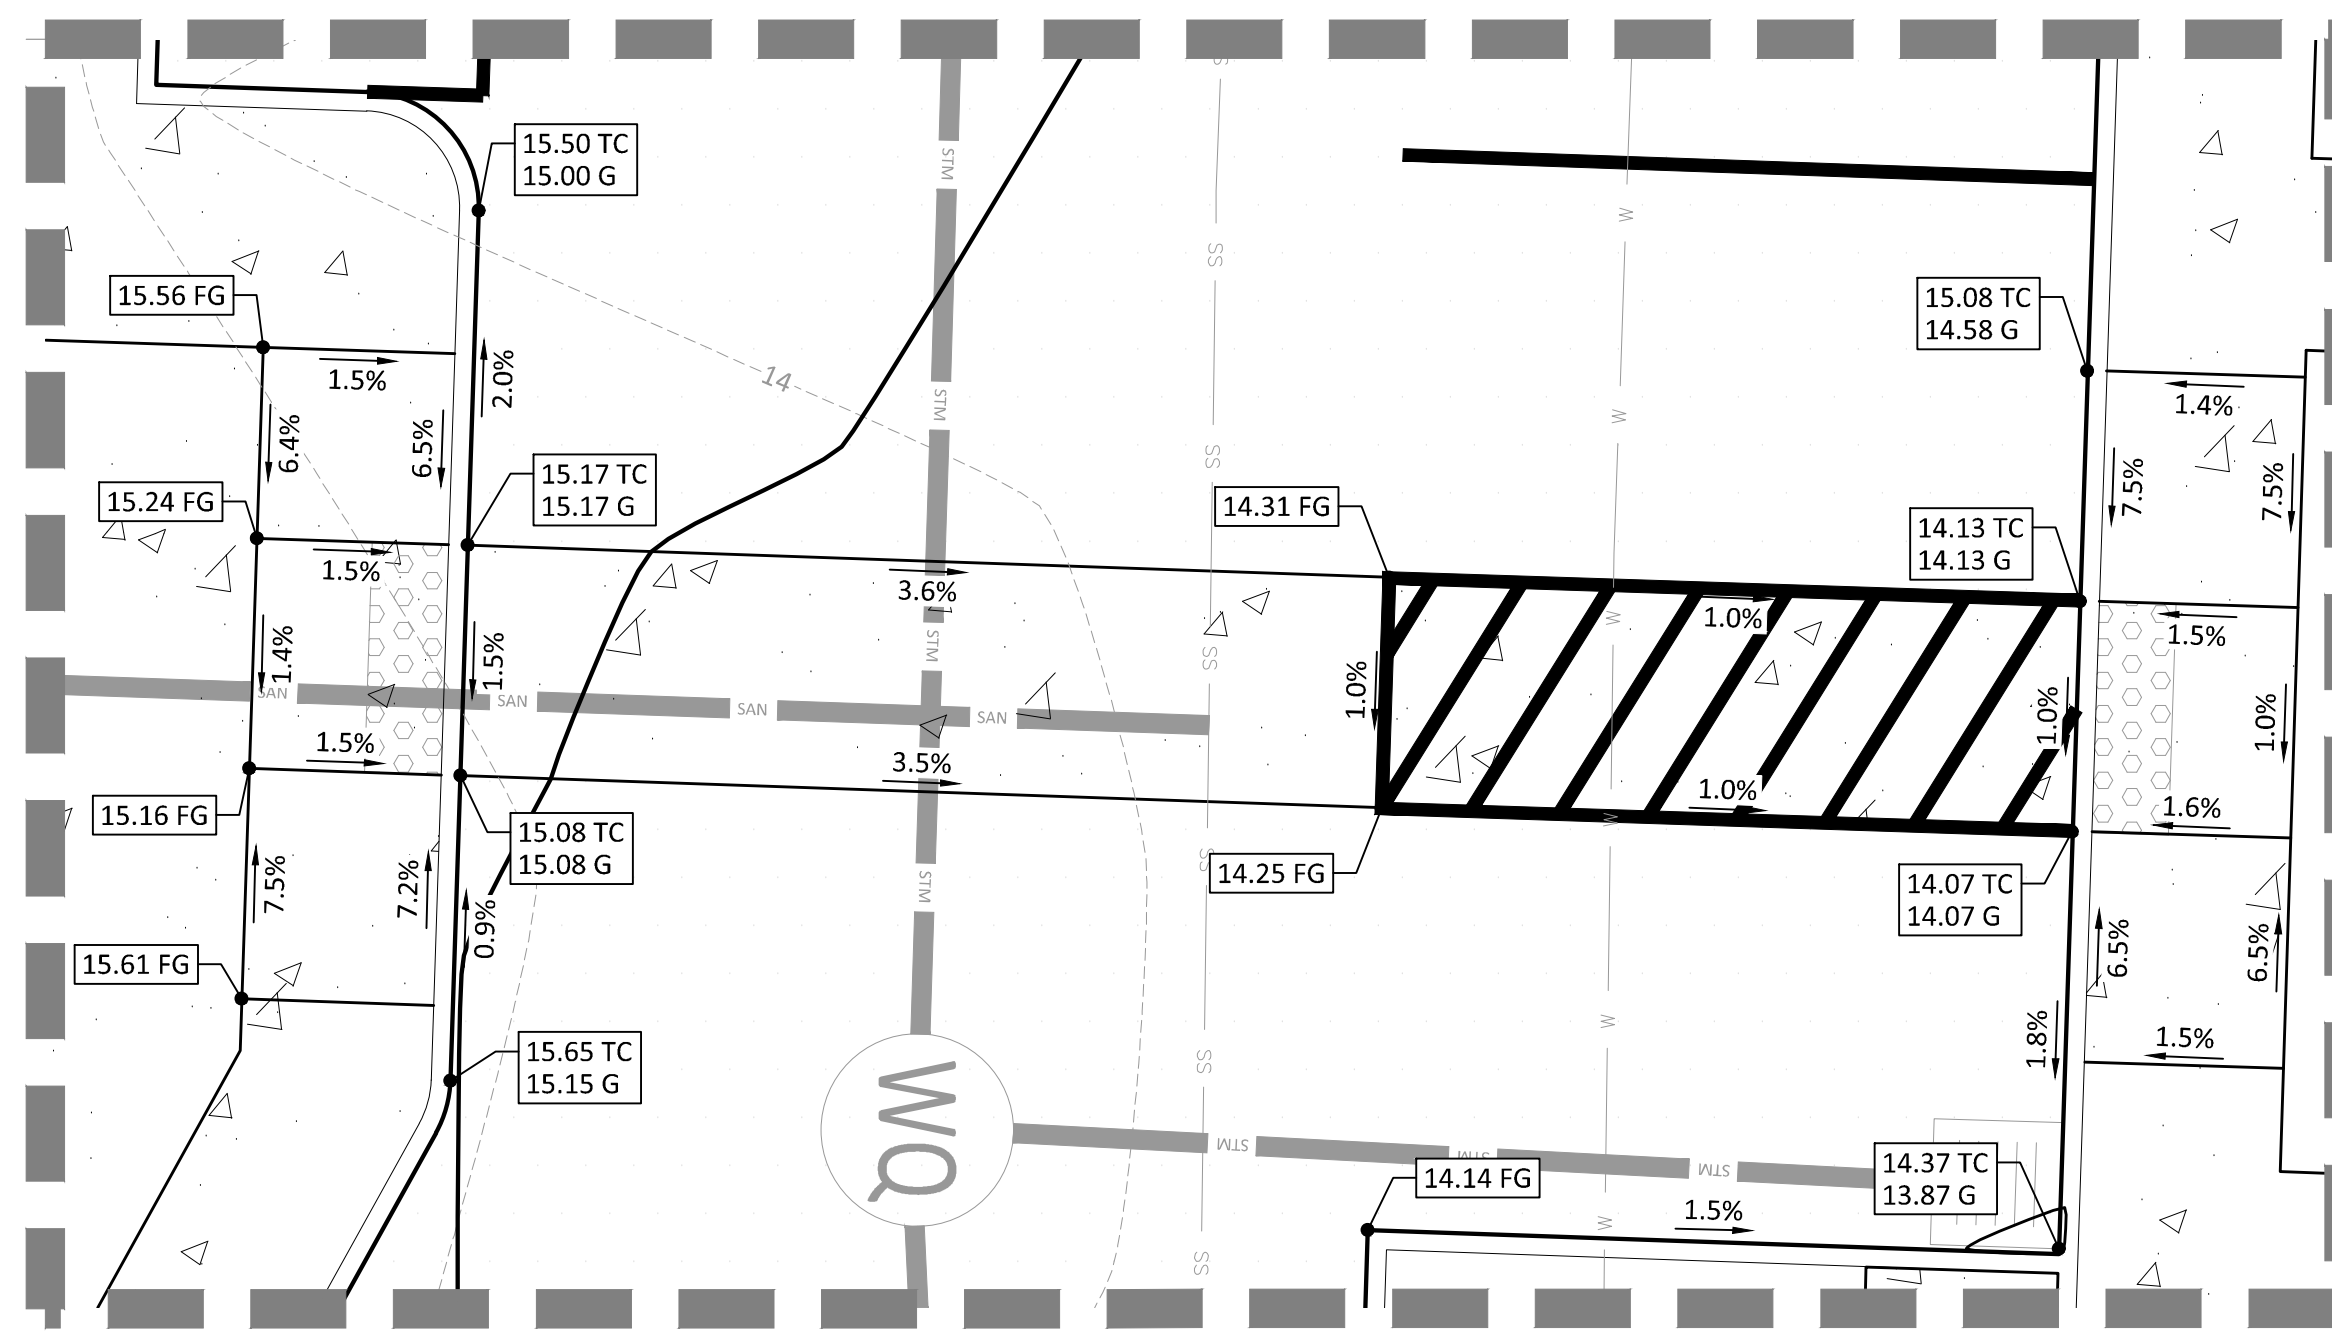 STM
SS
15.50 TC
15.00 G
W
SS
15.56 FG
15.08 TC
14.58 G
1.5%
2.0%
14
STM
W
1.4%
6.4%
6.5%
SS
15.24 FG
15.17 TC
15.17 G
14.31 FG
7.5%
7.5%
14.13 TC
14.13 G
1.5%
3.6%
1.0%
W
1.5%
1.4%
1.5%
STM
SS
1.0%
1.0%
1.0%
SAN
SAN
SAN
SAN
1.5%
3.5%
1.0%
1.6%
15.16 FG
15.08 TC
15.08 G
W
SS
14.25 FG
7.5%
7.2%
STM
14.07 TC
14.07 G
0.9%
6.5%
6.5%
15.61 FG
W
1.8%
1.5%
15.65 TC
15.15 G
SS
WQ
STM
STM
STM
14.14 FG
14.37 TC
13.87 G
1.5%
W
SS